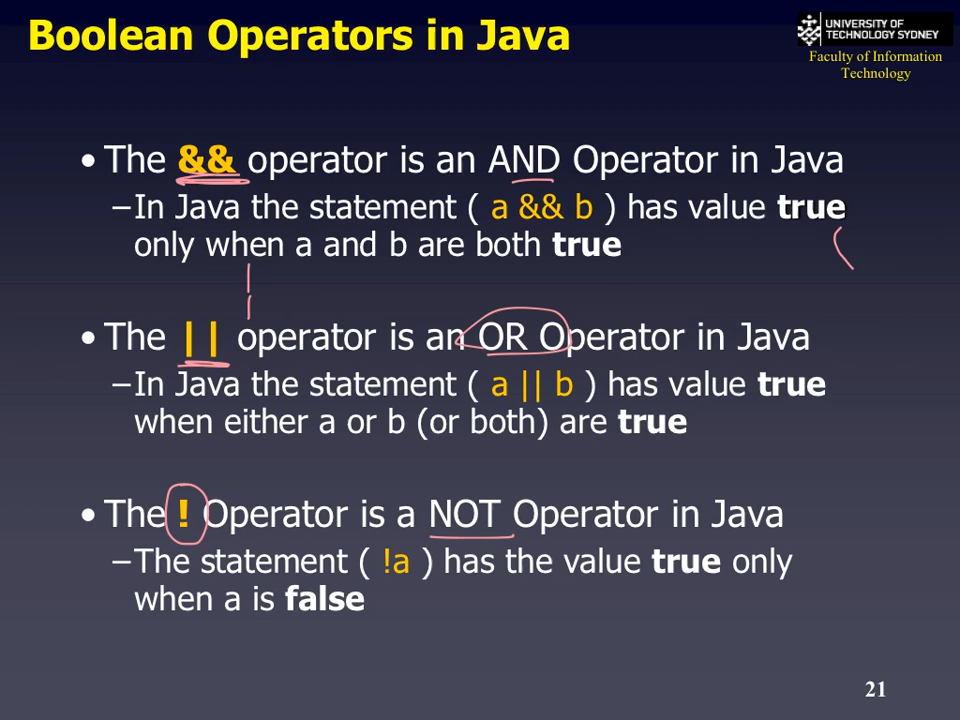 Boolean Operators in Java
UNIVERSITY OF
TECHNOLOGY SYDNEY
Faculty of Information
Technology
• The && operator is an AND Operator in Java
–In Java the statement ( a && b ) has value true
only when a and b are both true
• The || operator is an OR Operator in Java
–In Java the statement ( a || b ) has value true
when either a or b (or both) are true
• The ! Operator is a NOT Operator in Java
–The statement ( !a ) has the value true only
when a is false
21